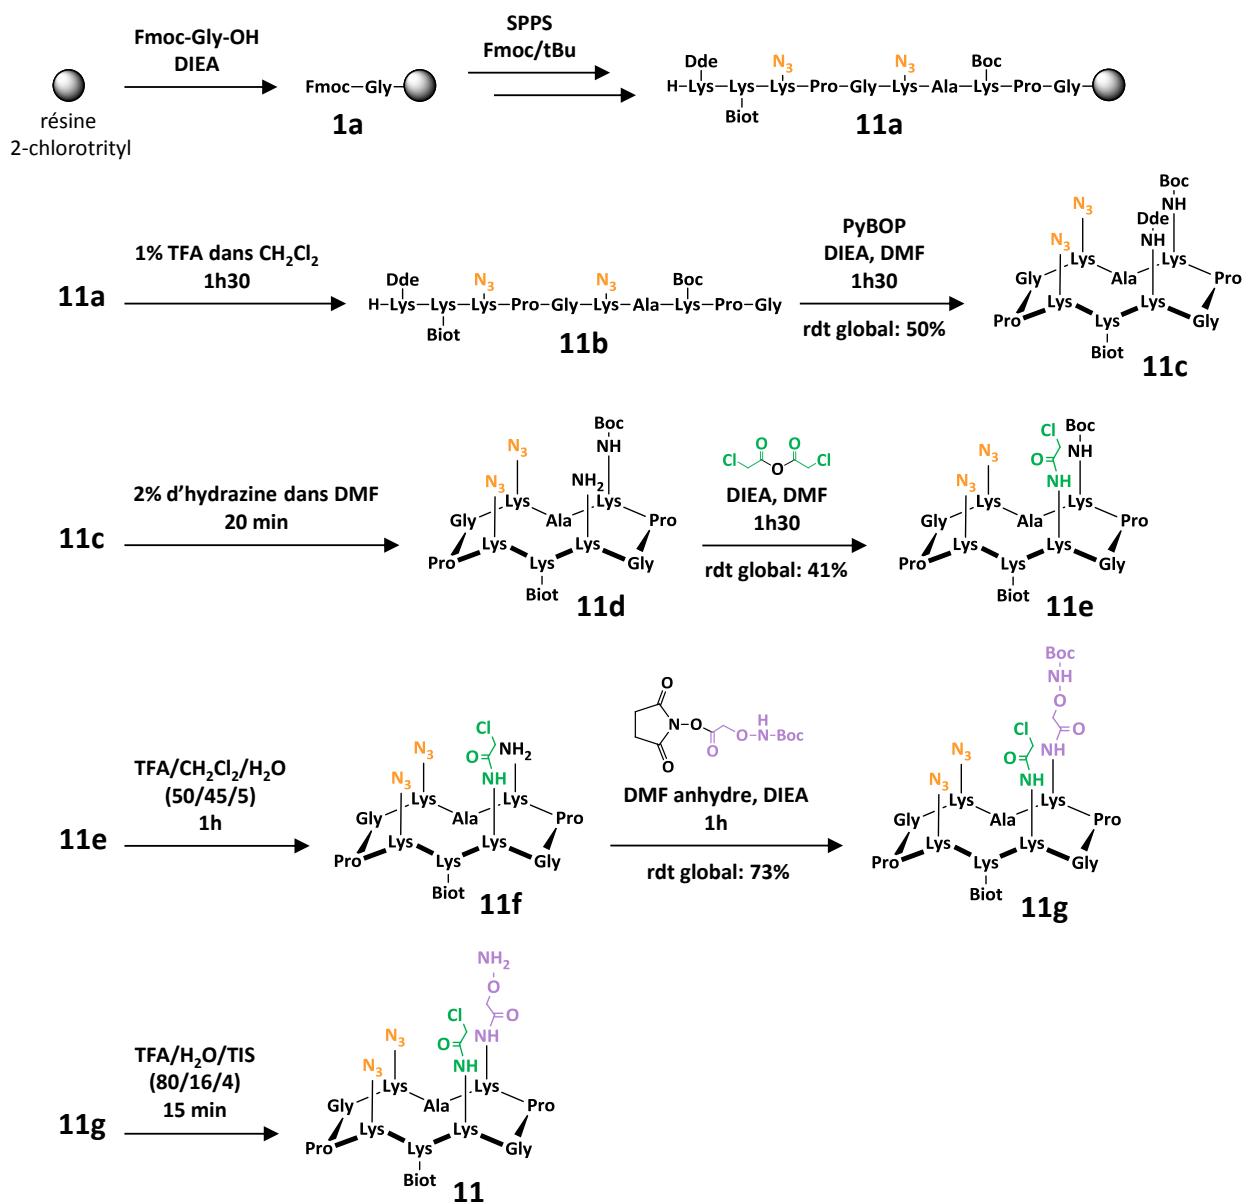 Fmoc-Gly-OH
DIEA
SPPS
Fmoc/tBu
résine
2-chlorotrityl
Fmoc–Gly
1a
Dde N3 N3 Boc
H–Lys–Lys–Lys–Pro–Gly–Lys–Ala–Lys–Pro–Gly
Biot
11a
11a
1% TFA dans CH2Cl2
1h30
Dde N3 N3 Boc
H–Lys–Lys–Lys–Pro–Gly–Lys–Ala–Lys–Pro–Gly
Biot
11b
PyBOP
DIEA, DMF
1h30
rdt global: 50%
Boc
NH
N3
Dde
NH
N3
Lys Lys
Gly Ala Pro
Lys Lys
Pro Lys Gly
Biot
11c
11c
2% d'hydrazine dans DMF
20 min
Boc
NH
N3
NH2
N3
Lys Lys
Gly Ala Pro
Lys Lys
Pro Lys Gly
Biot
11d
O O
Cl O Cl
DIEA, DMF
1h30
rdt global: 41%
Cl Boc
O NH
N3
NH
N3
Lys Lys
Gly Ala Pro
Lys Lys
Pro Lys Gly
Biot
11e
11e
TFA/CH2Cl2/H2O
(50/45/5)
1h
Cl
N3 O NH2
N3 NH
Lys Lys
Gly Ala Pro
Lys Lys
Pro Lys Gly
Biot
11f
O
N–O O H
O N–Boc
O
DMF anhydre, DIEA
1h
rdt global: 73%
Boc
NH
O
Cl O
N3 O NH
N3 NH
Lys Lys
Gly Ala Pro
Lys Lys
Pro Lys Gly
Biot
11g
11g
TFA/H2O/TIS
(80/16/4)
15 min
NH2
O
Cl O
N3 O NH
N3 NH
Lys Lys
Gly Ala Pro
Lys Lys
Pro Lys Gly
Biot
11